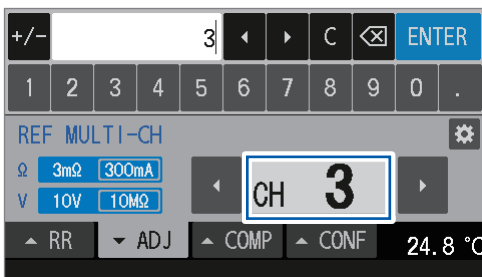 +/- 3 ◀ ▶ C ⌫ ENTER
1 2 3 4 5 6 7 8 9 0 .
REF MULTI-CH
Ω 3mΩ 300mA
V 10V 10MΩ
◀ CH 3 ▶
▲ RR ▼ ADJ ▲ COMP ▲ CONF 24.8 °C